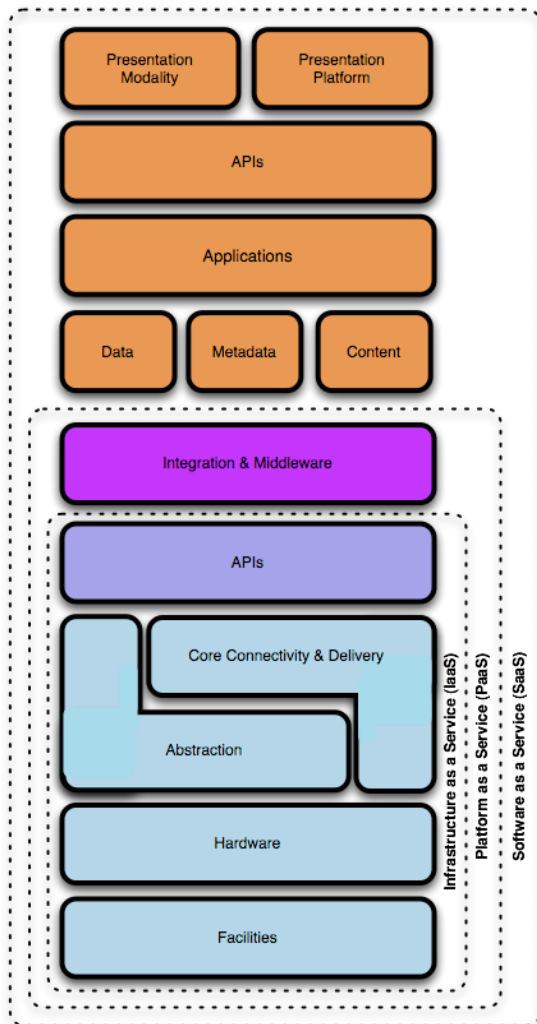 Presentation
Modality
Presentation
Platform
APIs
Applications
Data
Metadata
Content
Integration & Middleware
APIs
Core Connectivity & Delivery
Abstraction
Hardware
Facilities
Infrastructure as a Service (IaaS)
Platform as a Service (PaaS)
Software as a Service (SaaS)